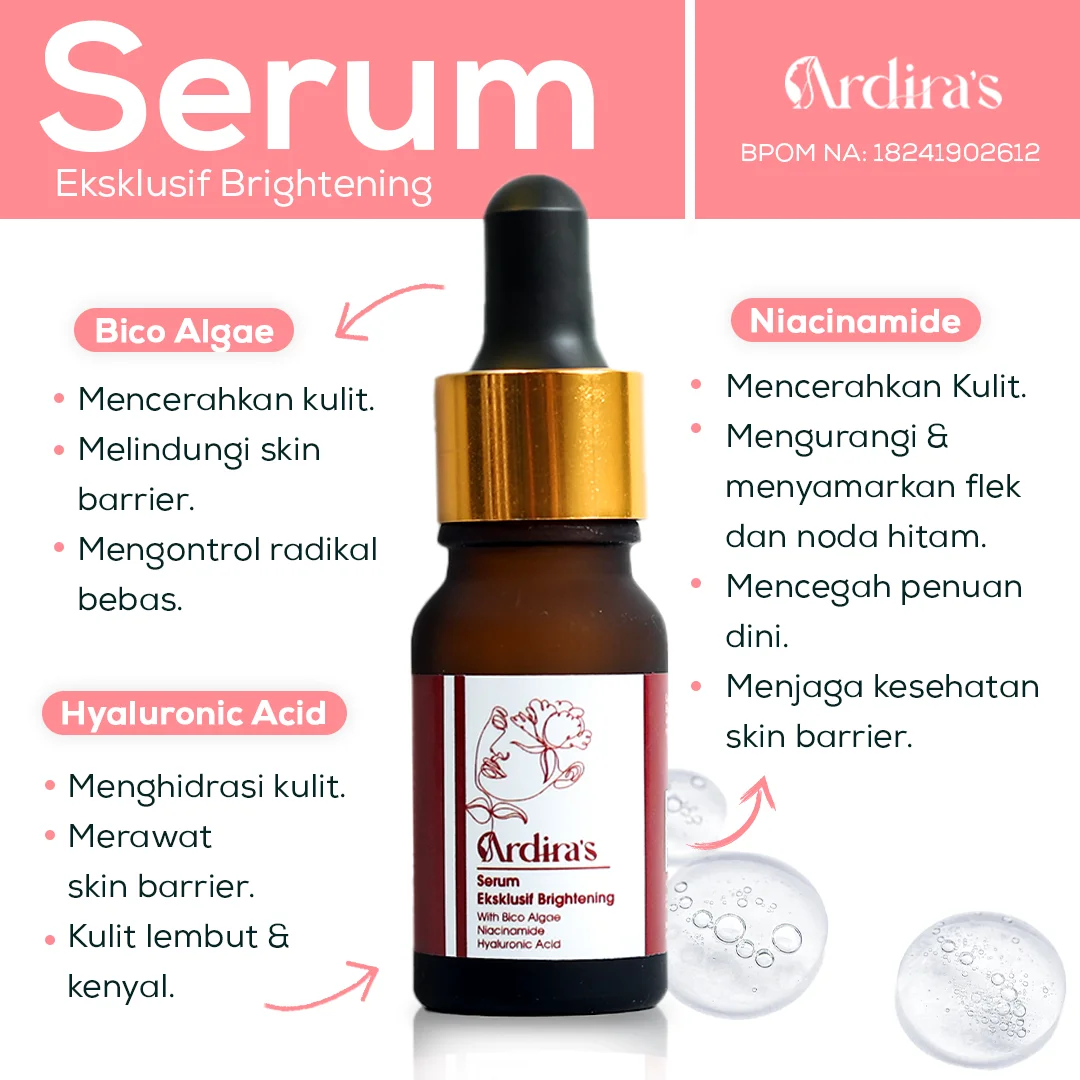 Serum
Eksklusif Brightening
Ardira's
BPOM NA: 18241902612
Bico Algae
Mencerahkan kulit.
Melindungi skin
barrier.
Mengontrol radikal
bebas.
Niacinamide
Mencerahkan Kulit.
Mengurangi &
menyamarkan flek
dan noda hitam.
Mencegah penuan
dini.
Menjaga kesehatan
skin barrier.
Hyaluronic Acid
Menghidrasi kulit.
Merawat
skin barrier.
Kulit lembut &
kenyal.
Ardira's
Serum
Eksklusif Brightening
With Bico Algae
Niacinamide
Hyaluronic Acid